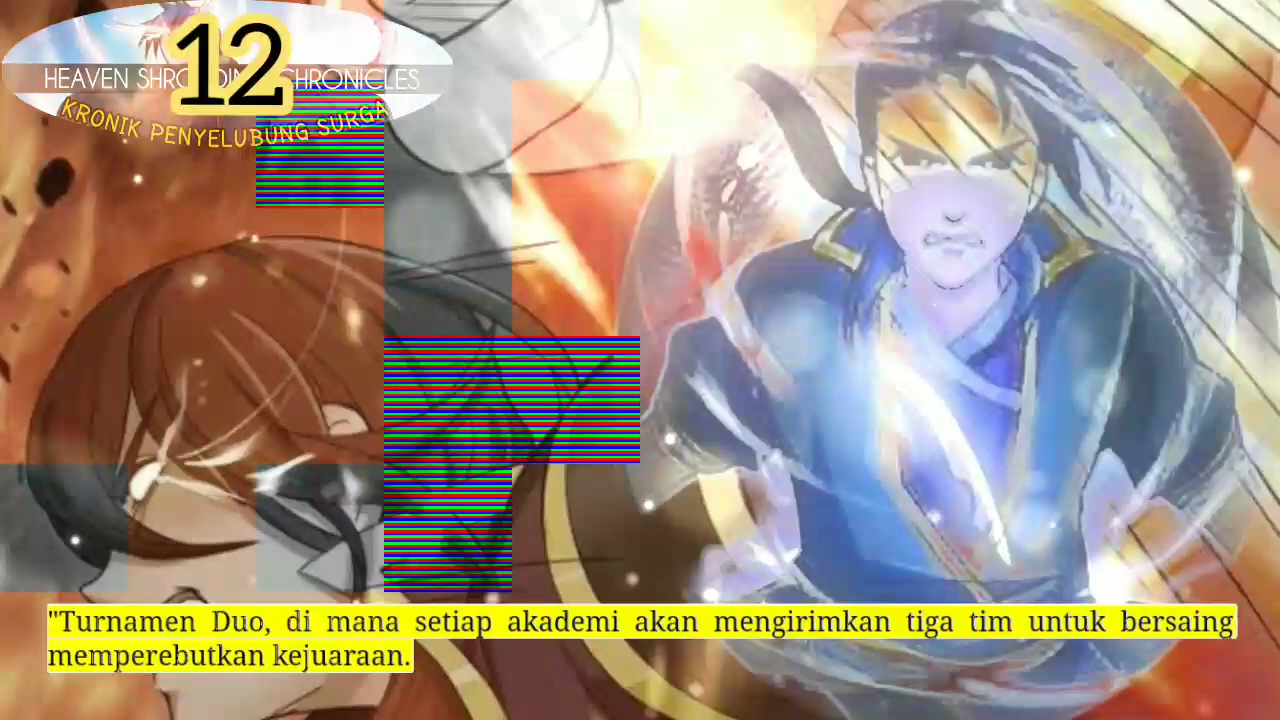 12
HEAVEN CHRONICLES
KRONIK PENYELUBUNG SURGA
"Turnamen Duo, di mana setiap akademi akan mengirimkan tiga tim untuk bersaing
memperebutkan kejuaraan.